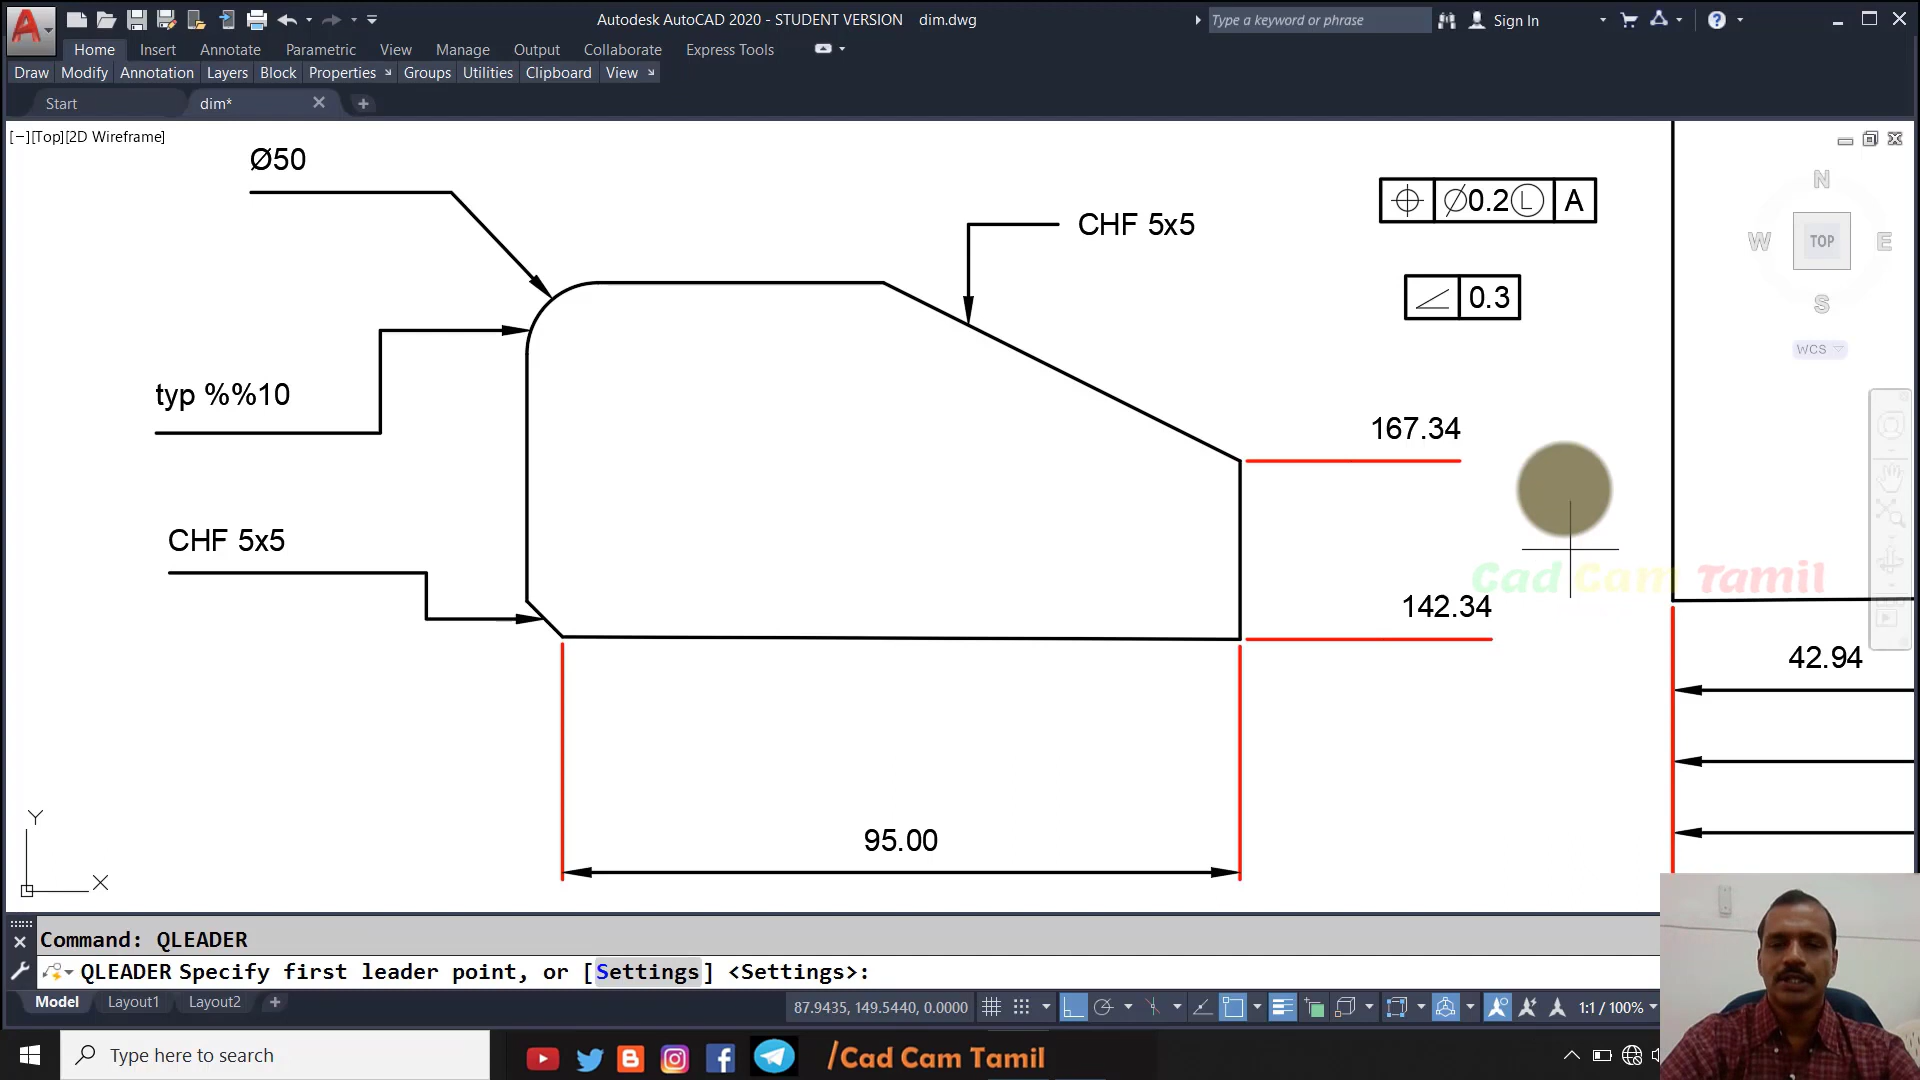 Autodesk AutoCAD 2020 - STUDENT VERSION dim.dwg
Type a keyword or phrase
Sign In
Home Insert Annotate Parametric View Manage Output Collaborate Express Tools
Draw Modify Annotation Layers Block Properties Groups Utilities Clipboard View
Start dim*
[−][Top][2D Wireframe]
Ø50
CHF 5x5
Ø0.2 L A
0.3
N
W TOP E
S
WCS
typ %%10
167.34
CHF 5x5
Cad Cam Tamil
142.34
42.94
95.00
Y
X
Command: QLEADER
QLEADER Specify first leader point, or [Settings] <Settings>:
Model Layout1 Layout2
87.9435, 149.5440, 0.0000
1:1 / 100%
Type here to search
/Cad Cam Tamil